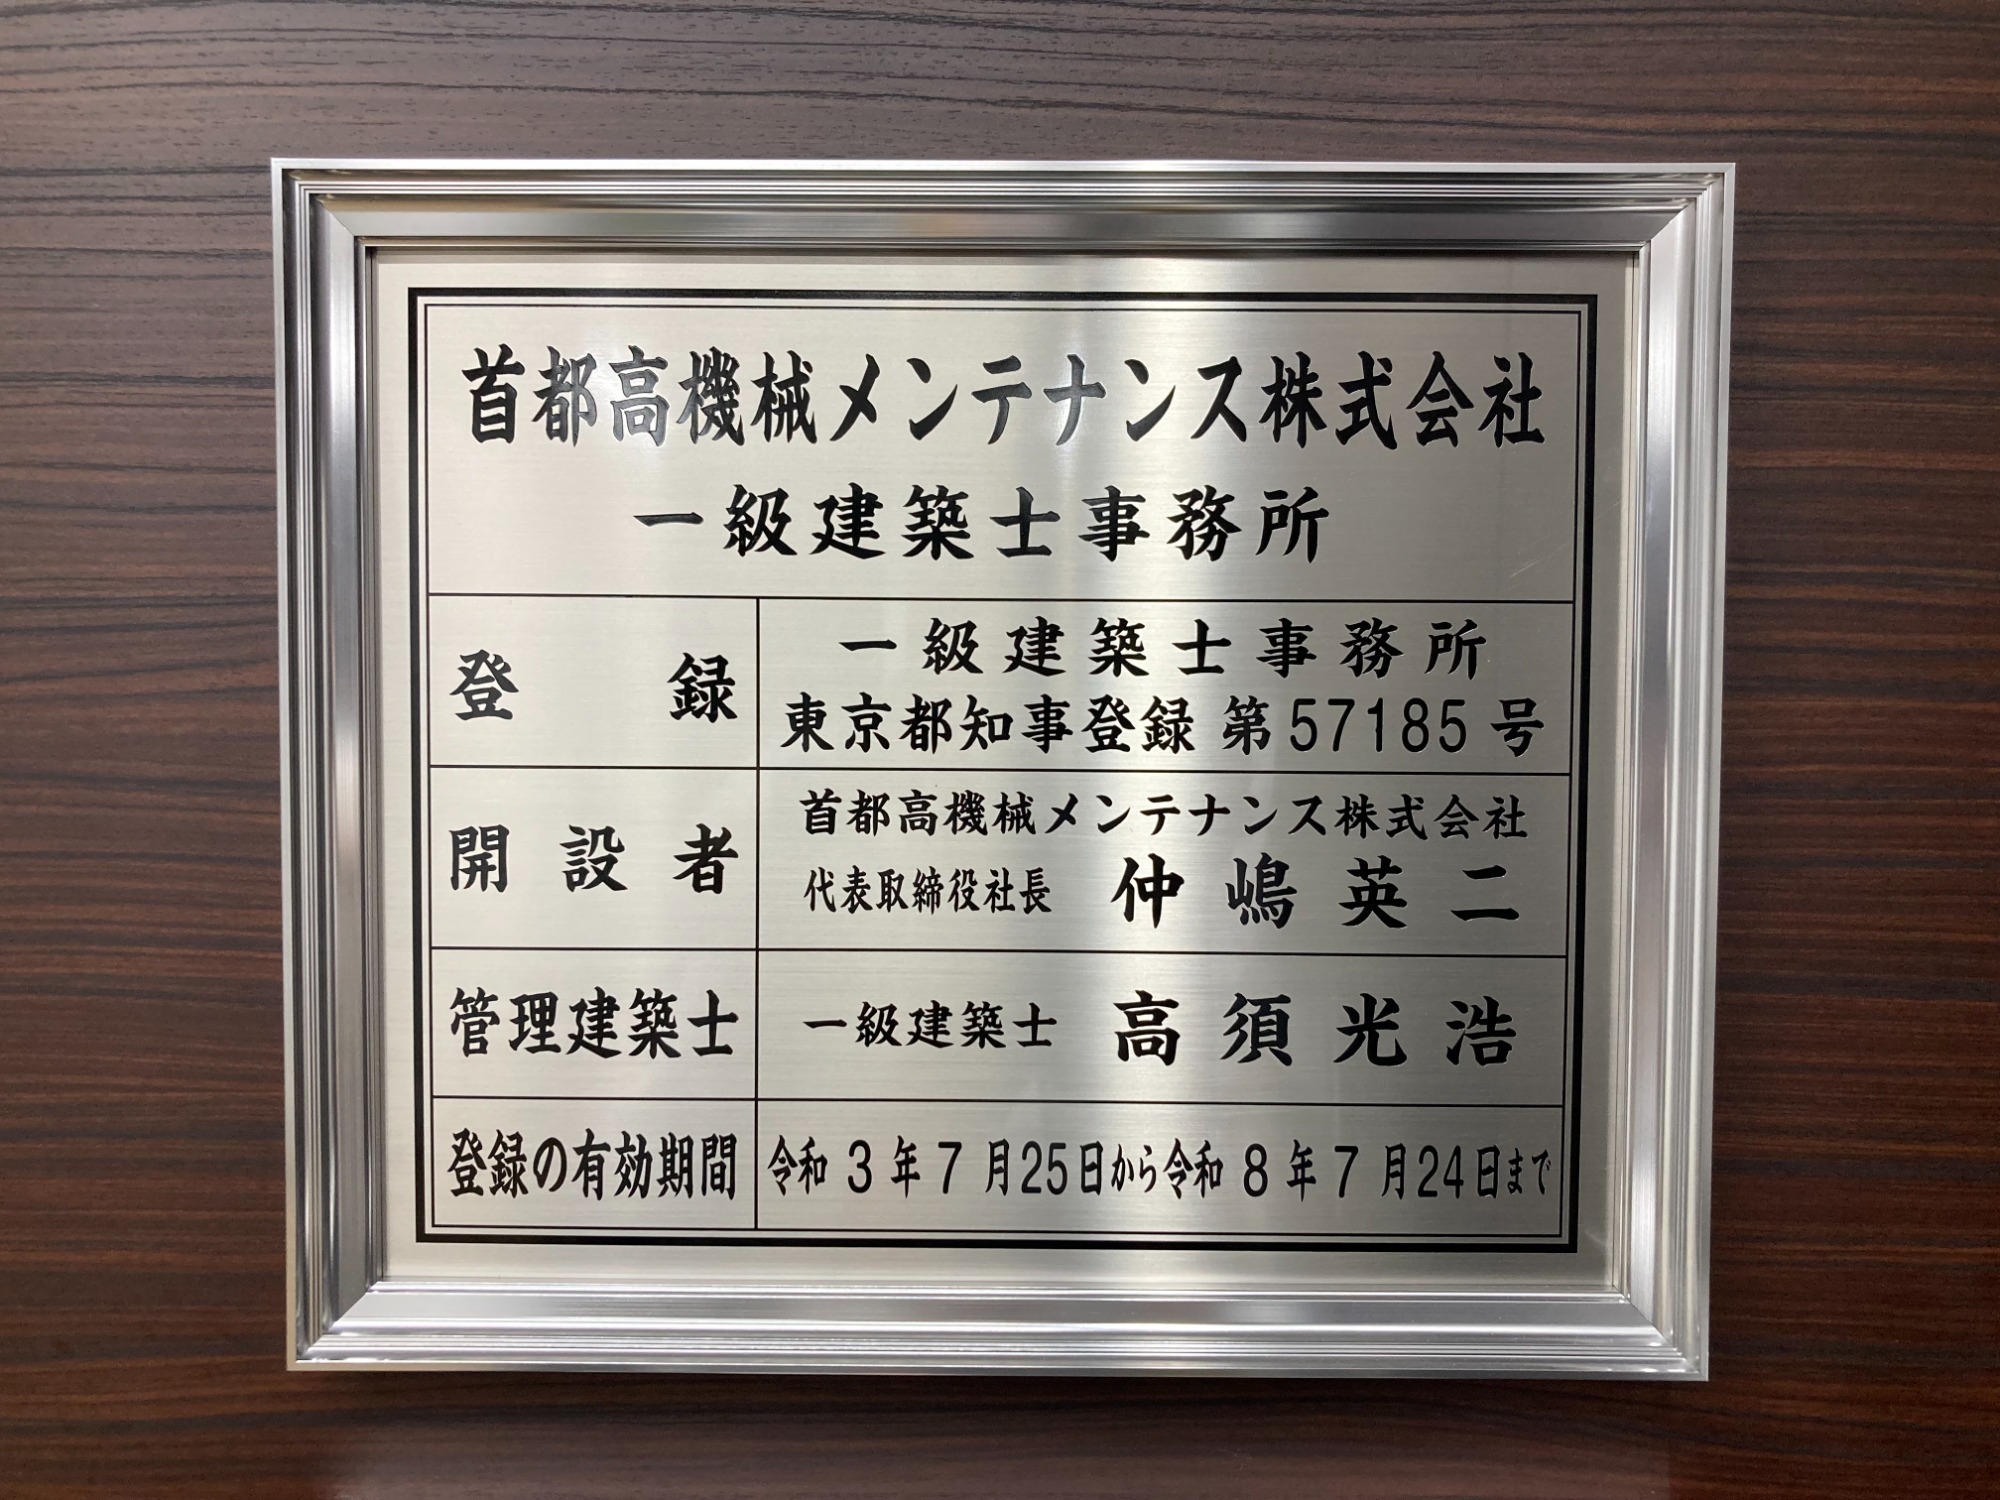 首都高機械メンテナンス株式会社
一級建築士事務所
登録 一級建築士事務所
東京都知事登録 第57185号
開設者 首都高機械メンテナンス株式会社
代表取締役社長 仲嶋英二
管理建築士 一級建築士 高須光浩
登録の有効期間 令和3年7月25日から令和8年7月24日まで